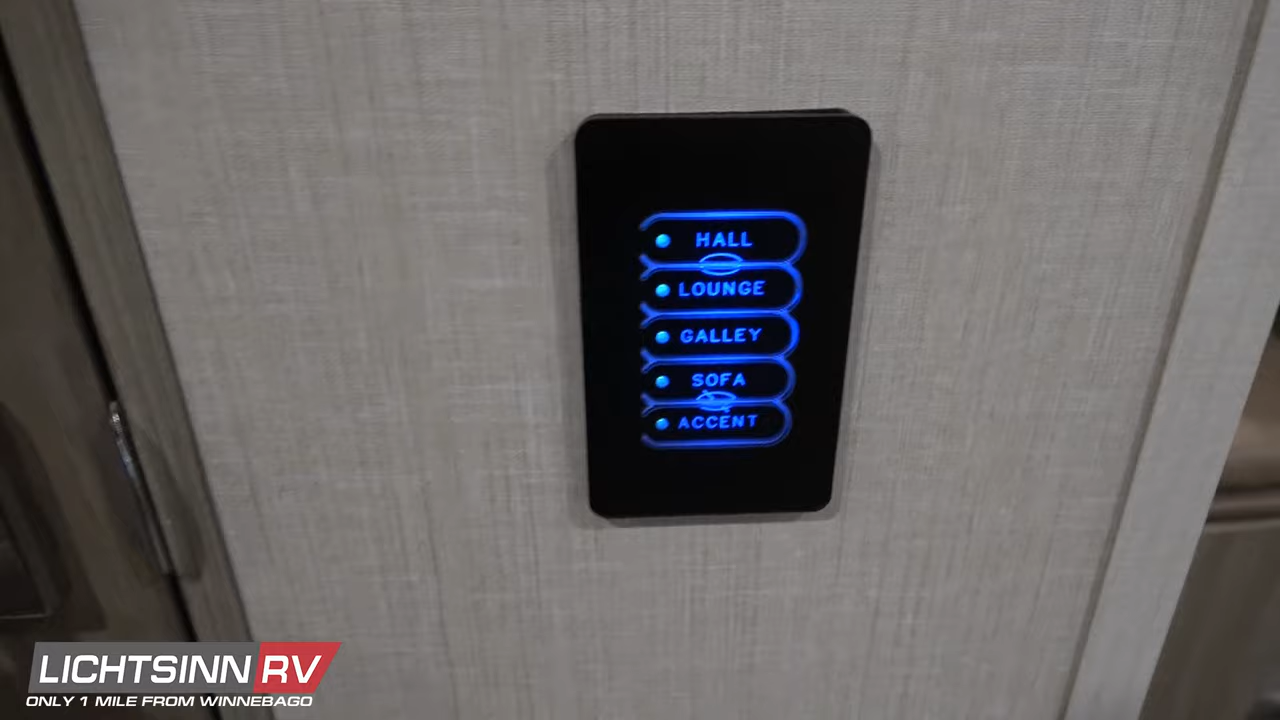 HALL
LOUNGE
GALLEY
SOFA
ACCENT
LICHTSINN RV
ONLY 1 MILE FROM WINNEBAGO